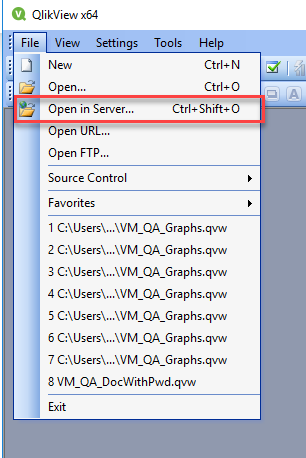 QlikView x64
File View Settings Tools Help
New Ctrl+N
Open... Ctrl+O
Open in Server... Ctrl+Shift+O
Open URL...
Open FTP...
Source Control
Favorites
1 C:\Users\...\VM_QA_Graphs.qvw
2 C:\Users\...\VM_QA_Graphs.qvw
3 C:\Users\...\VM_QA_Graphs.qvw
4 C:\Users\...\VM_QA_Graphs.qvw
5 C:\Users\...\VM_QA_Graphs.qvw
6 C:\Users\...\VM_QA_Graphs.qvw
7 C:\Users\...\VM_QA_Graphs.qvw
8 VM_QA_DocWithPwd.qvw
Exit